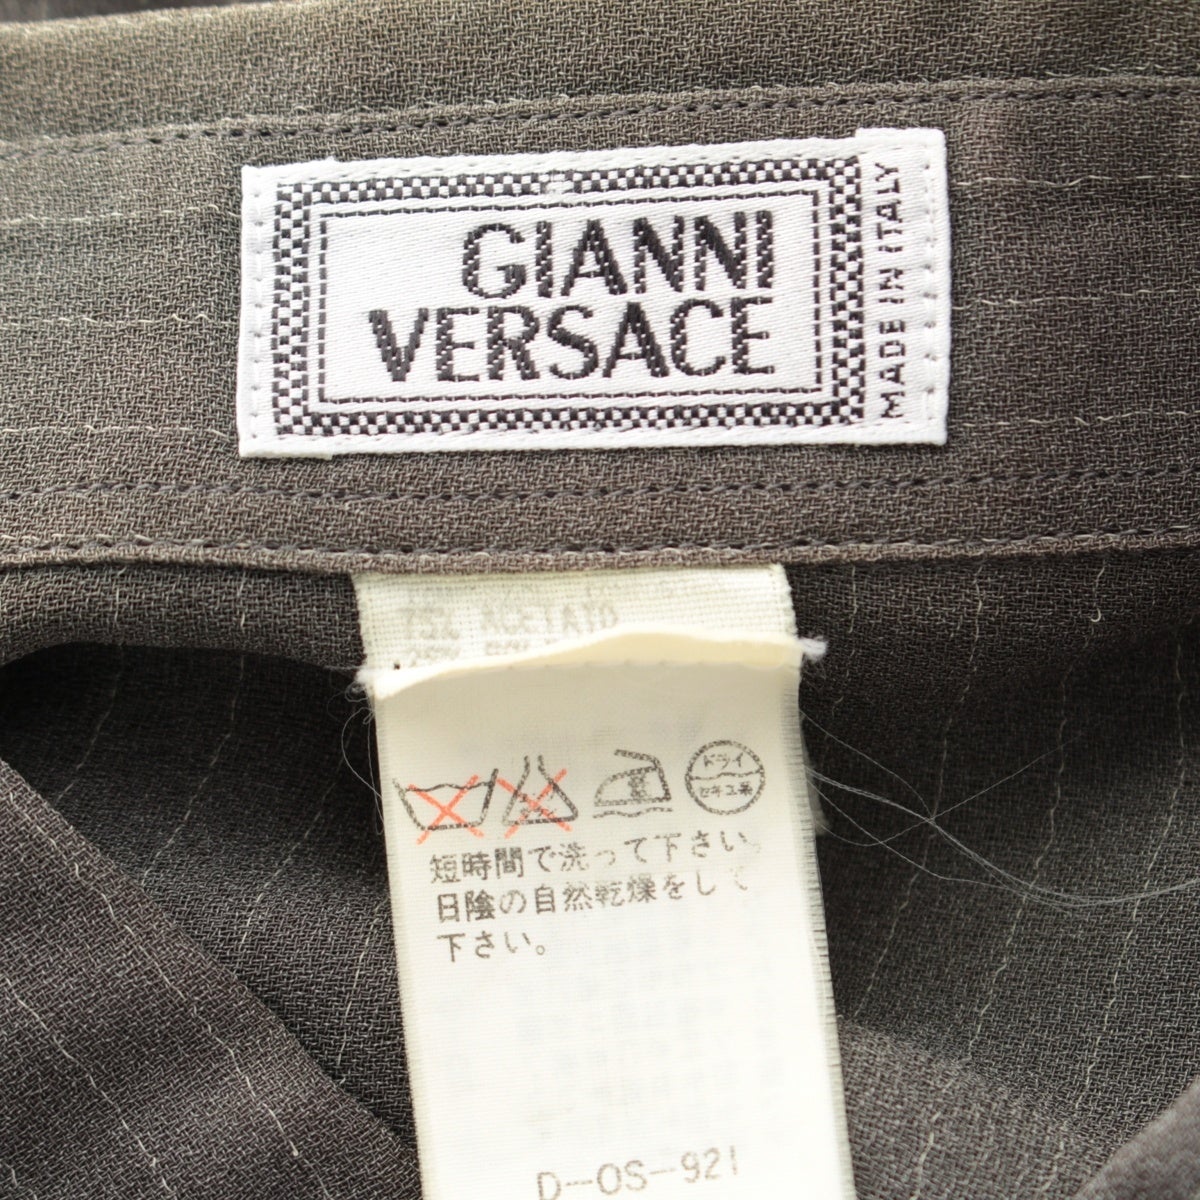 GIANNI
VERSACE
MADE IN ITALY
75% ACETATO
ドライ
セキユ系
短時間で洗って下さい。
日陰の自然乾燥をして
下さい。
D-OS-921